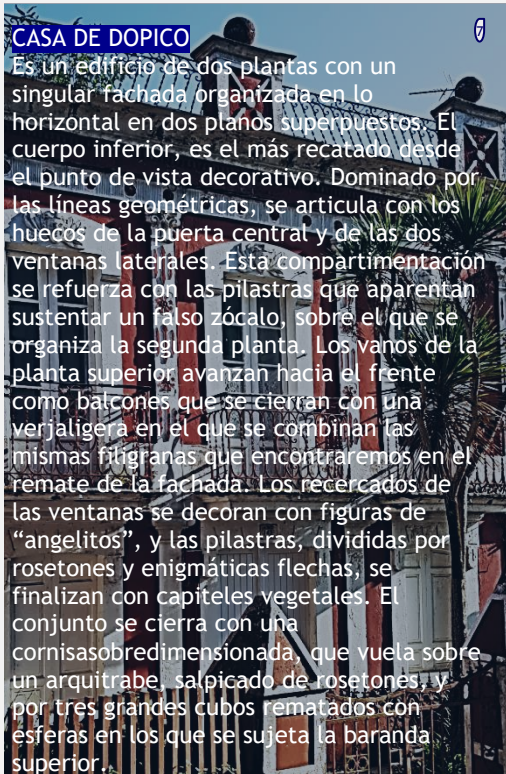 CASA DE DOPICO
7
Es un edificio de dos plantas con un
singular fachada organizada en lo
horizontal en dos planos superpuestos. El
cuerpo inferior, es el más recatado desde
el punto de vista decorativo. Dominado por
las líneas geométricas, se articula con los
huecos de la puerta central y de las dos
ventanas laterales. Esta compartimentación
se refuerza con las pilastras que aparentan
sustentar un falso zócalo, sobre el que se
organiza la segunda planta. Los vanos de la
planta superior avanzan hacia el frente
como balcones que se cierran con una
verjaligera en el que se combinan las
mismas filigranas que encontraremos en el
remate de la fachada. Los recercados de
las ventanas se decoran con figuras de
“angelitos”, y las pilastras, divididas por
rosetones y enigmáticas flechas, se
finalizan con capiteles vegetales. El
conjunto se cierra con una
cornisasobredimensionada, que vuela sobre
un arquitrabe, salpicado de rosetones, y
por tres grandes cubos rematados con
esferas en los que se sujeta la baranda
superior.